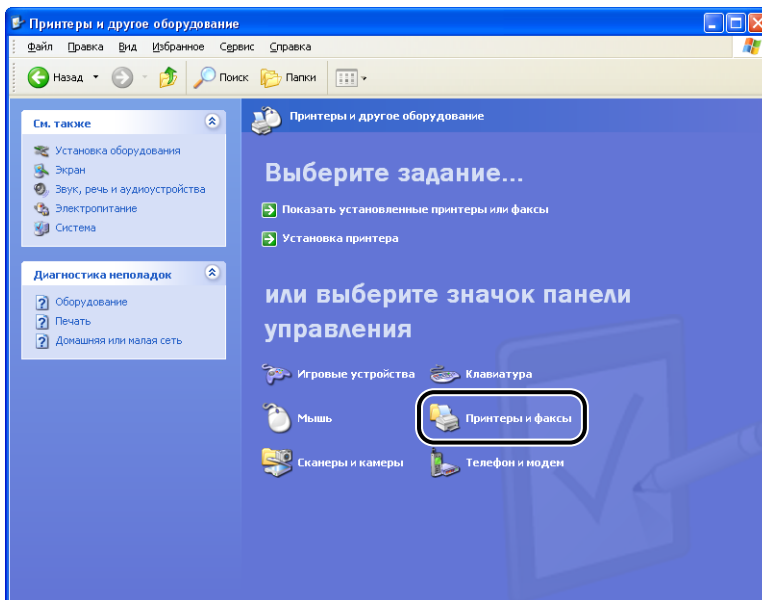 Принтеры и другое оборудование
Файл Правка Вид Избранное Сервис Справка
Назад Поиск Папки
См. также
Установка оборудования
Экран
Звук, речь и аудиоустройства
Электропитание
Система
Диагностика неполадок
Оборудование
Печать
Домашняя или малая сеть
Принтеры и другое оборудование
Выберите задание...
Показать установленные принтеры или факсы
Установка принтера
или выберите значок панели
управления
Игровые устройства Клавиатура
Мышь Принтеры и факсы
Сканеры и камеры Телефон и модем